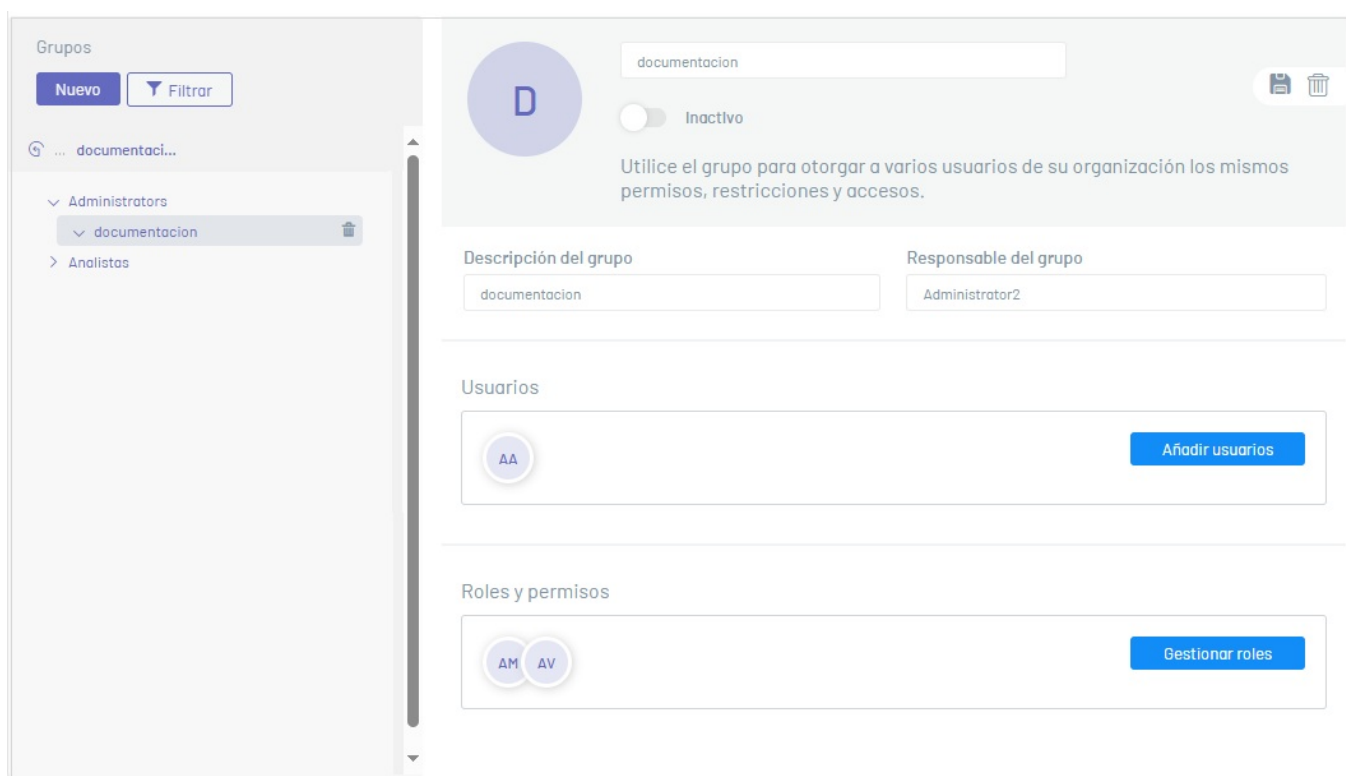 Grupos
Nuevo
Filtrar
... documentaci...
Administrators
documentacion
Analistas
D
documentacion
Inactivo
Utilice el grupo para otorgar a varios usuarios de su organización los mismos
permisos, restricciones y accesos.
Descripción del grupo
Responsable del grupo
documentacion
Administrator2
Usuarios
AA
Añadir usuarios
Roles y permisos
AM
AV
Gestionar roles